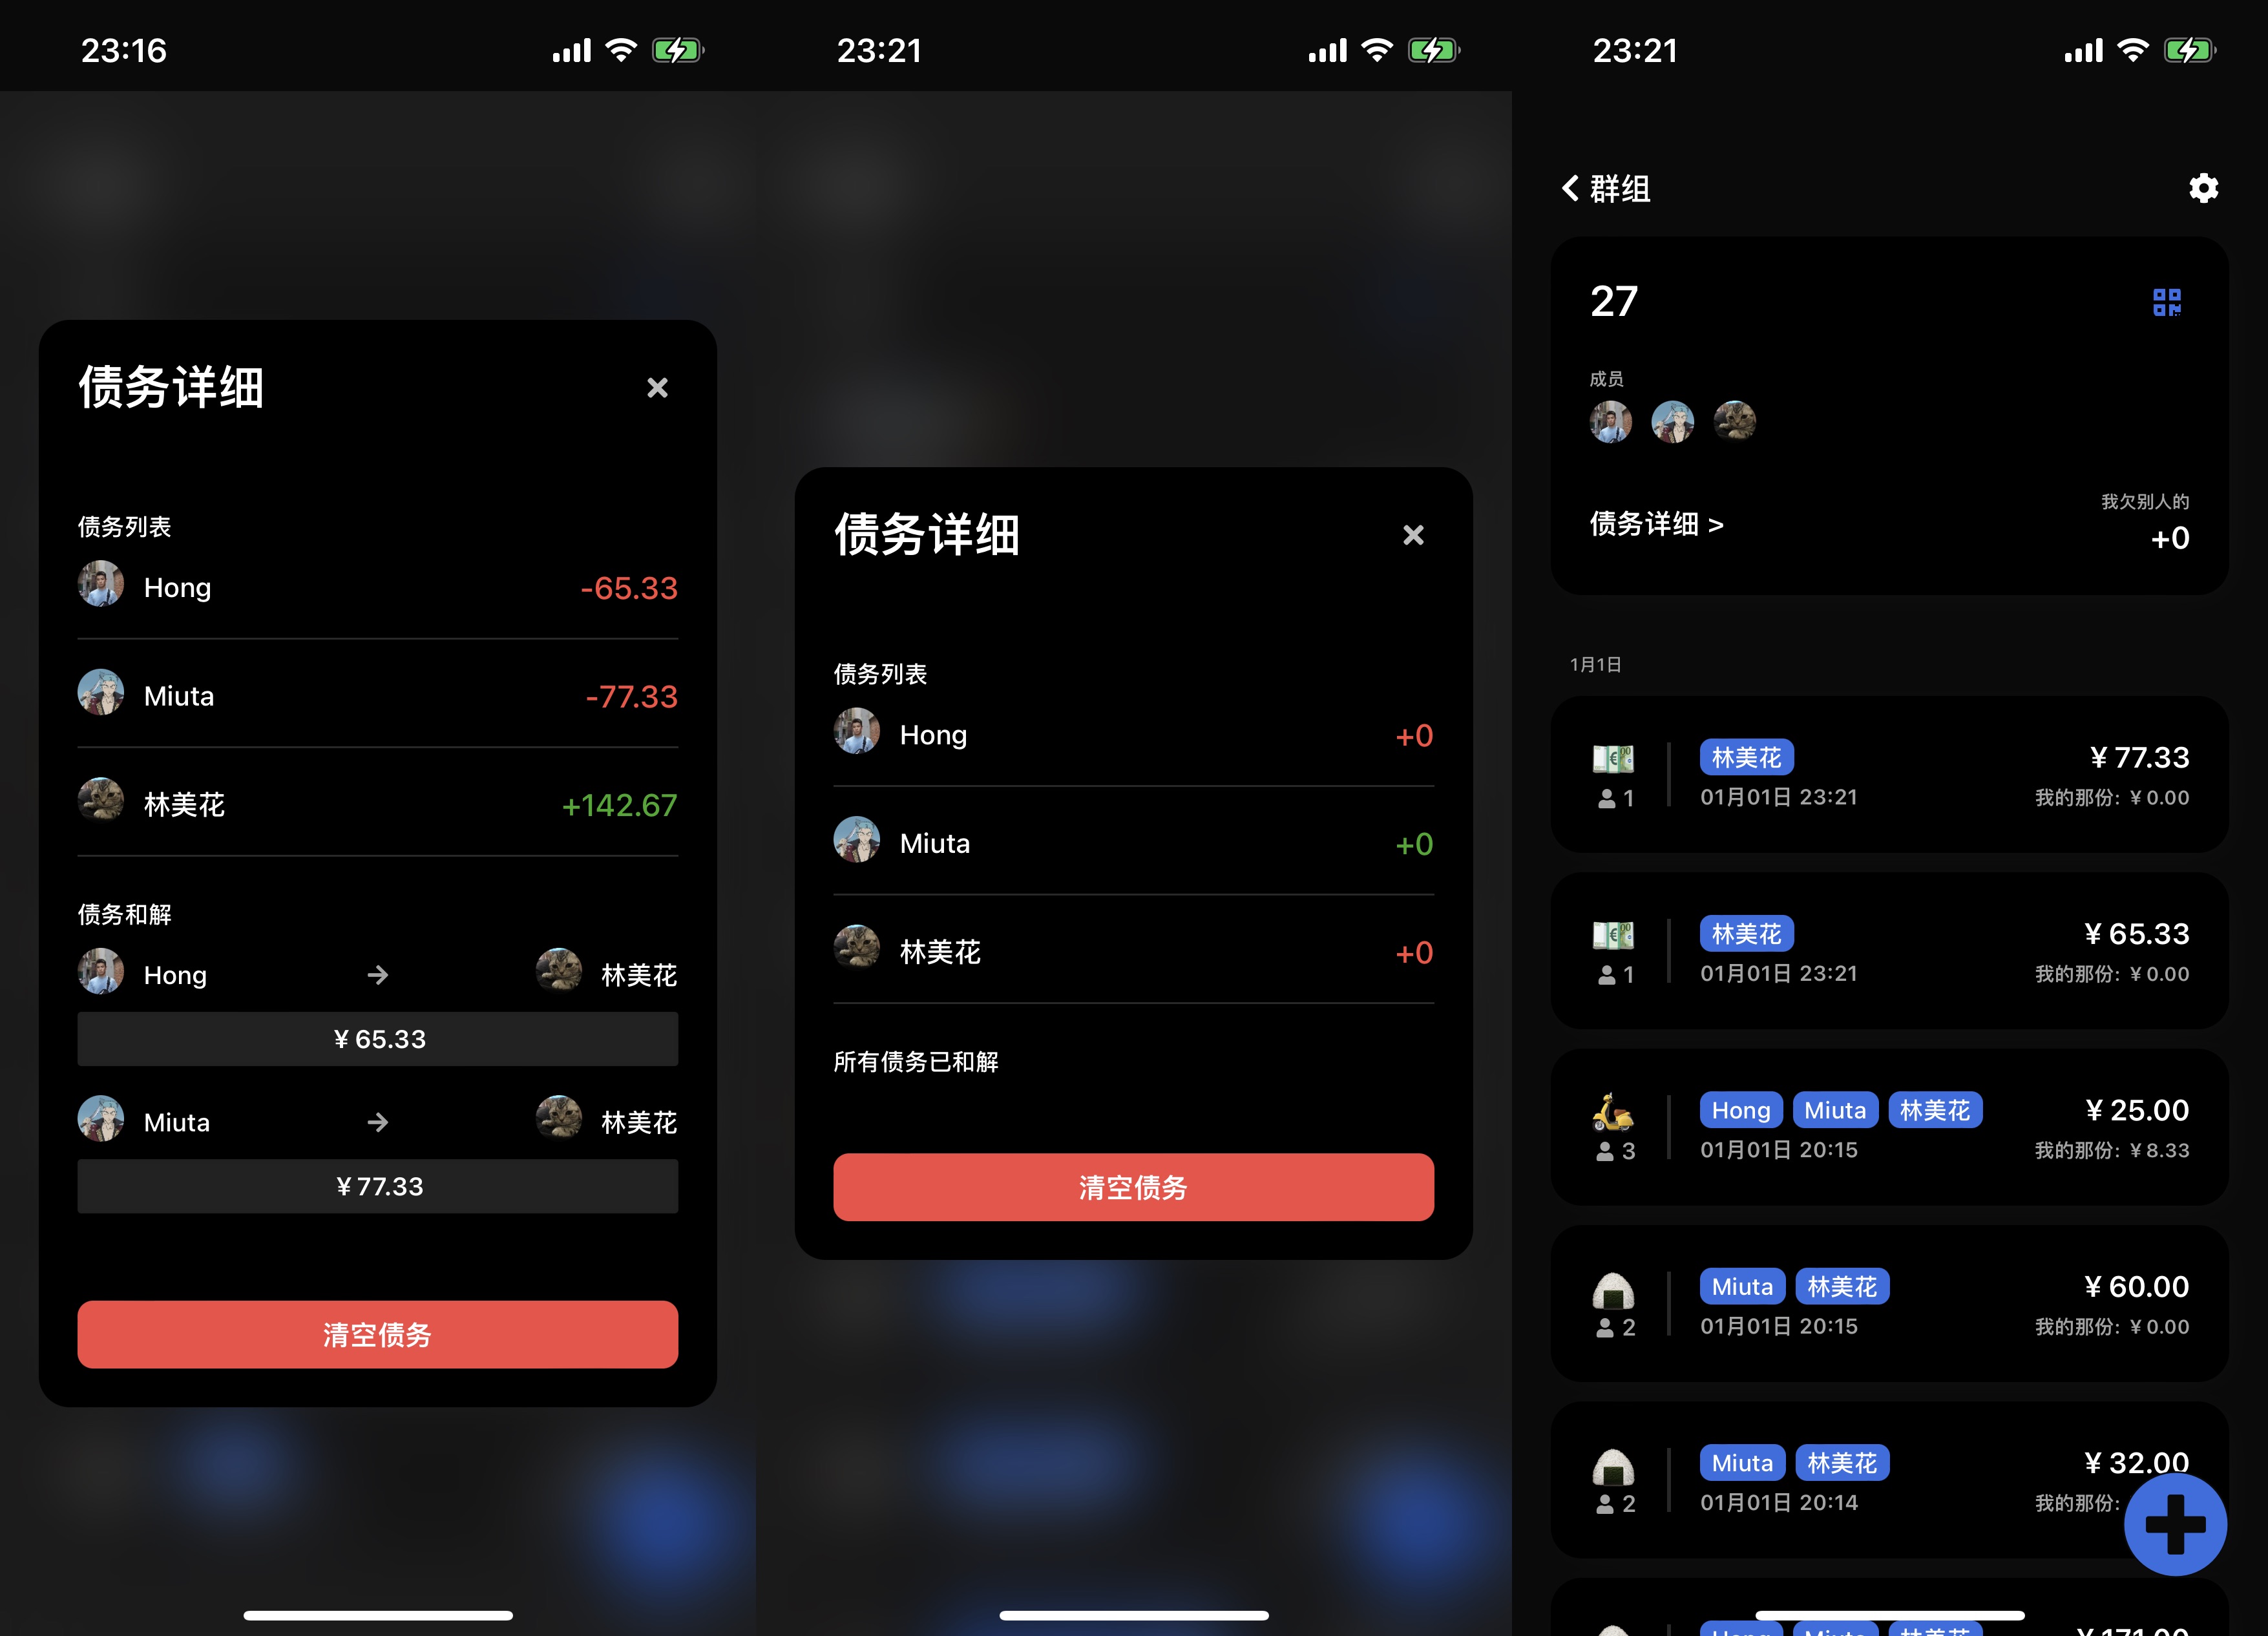 23:16
债务详细
债务列表
Hong -65.33
Miuta -77.33
林美花 +142.67
债务和解
Hong → 林美花
¥ 65.33
Miuta → 林美花
¥ 77.33
清空债务
23:21
债务详细
债务列表
Hong +0
Miuta +0
林美花 +0
所有债务已和解
清空债务
23:21
群组
27
成员
我欠别人的
债务详细 > +0
1月1日
林美花 ¥ 77.33
1 01月01日 23:21 我的那份: ¥ 0.00
林美花 ¥ 65.33
1 01月01日 23:21 我的那份: ¥ 0.00
Hong Miuta 林美花 ¥ 25.00
3 01月01日 20:15 我的那份: ¥ 8.33
Miuta 林美花 ¥ 60.00
2 01月01日 20:15 我的那份: ¥ 0.00
Miuta 林美花 ¥ 32.00
2 01月01日 20:14 我的那份:
Hong Miuta 林美花 ¥ 171.00